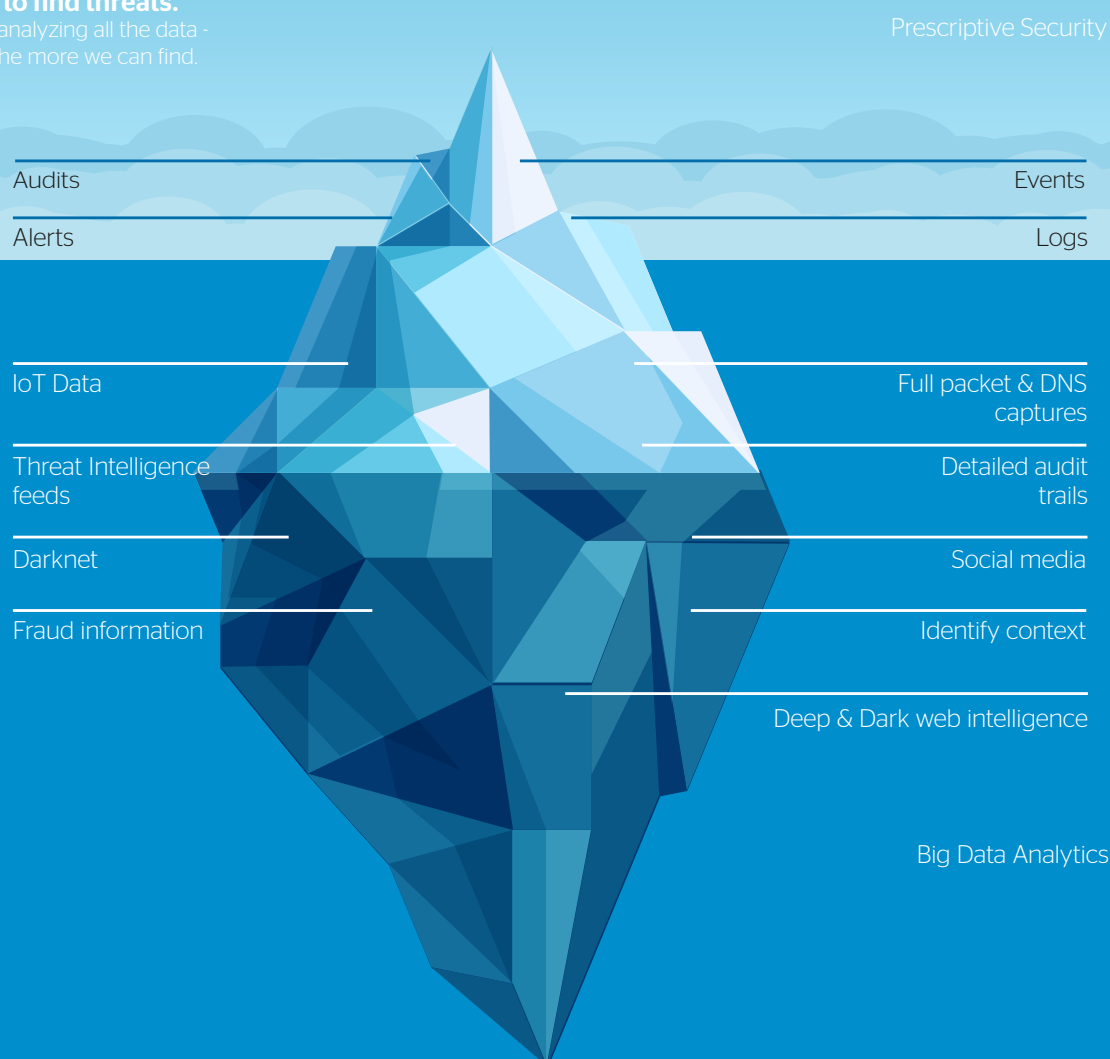 to find threats.
analyzing all the data -
he more we can find.
Prescriptive Security
Audits
Events
Alerts
Logs
IoT Data
Full packet & DNS
captures
Threat Intelligence
feeds
Detailed audit
trails
Darknet
Social media
Fraud information
Identify context
Deep & Dark web intelligence
Big Data Analytics